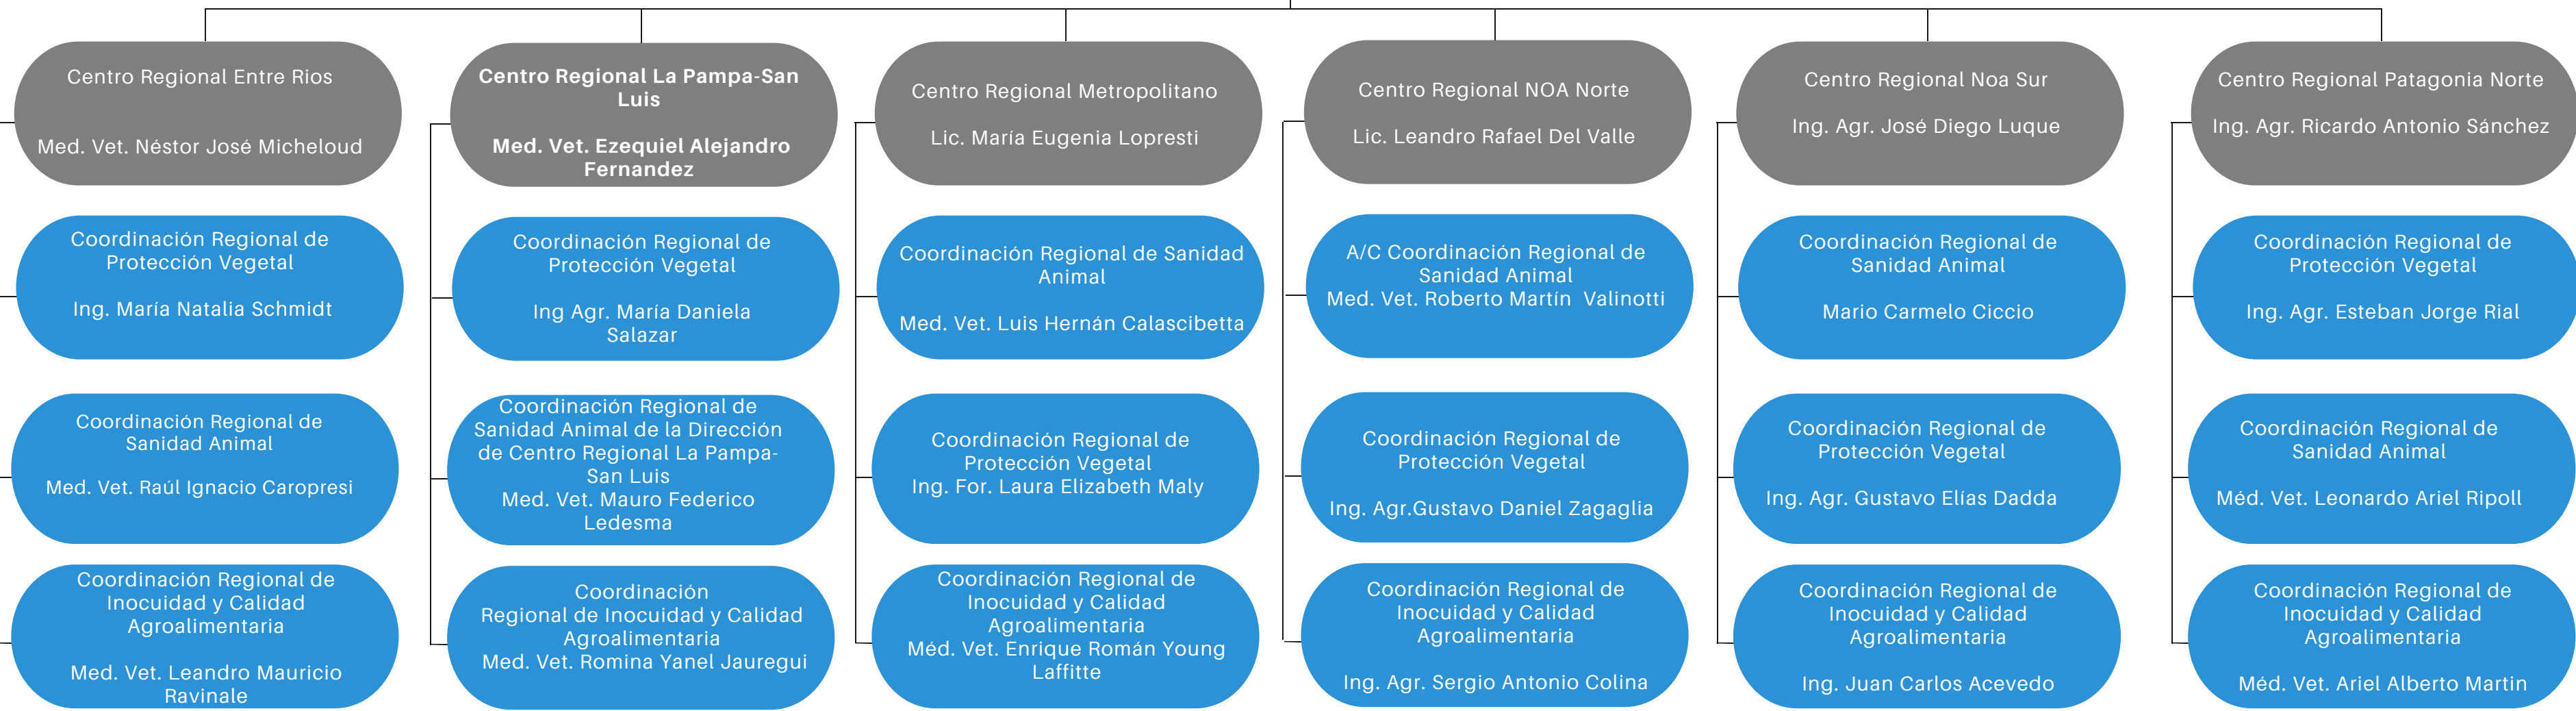 Centro Regional Entre Rios
Med. Vet. Néstor José Micheloud
Coordinación Regional de
Protección Vegetal
Ing. María Natalia Schmidt
Coordinación Regional de
Sanidad Animal
Med. Vet. Raúl Ignacio Caropresi
Coordinación Regional de
Inocuidad y Calidad
Agroalimentaria
Med. Vet. Leandro Mauricio
Ravinale
Centro Regional La Pampa-San
Luis
Med. Vet. Ezequiel Alejandro
Fernandez
Coordinación Regional de
Protección Vegetal
Ing Agr. María Daniela
Salazar
Coordinación Regional de
Sanidad Animal de la Dirección
de Centro Regional La Pampa-
San Luis
Med. Vet. Mauro Federico
Ledesma
Coordinación
Regional de Inocuidad y Calidad
Agroalimentaria
Med. Vet. Romina Yanel Jauregui
Centro Regional Metropolitano
Lic. María Eugenia Lopresti
Coordinación Regional de Sanidad
Animal
Med. Vet. Luis Hernán Calascibetta
Coordinación Regional de
Protección Vegetal
Ing. For. Laura Elizabeth Maly
Coordinación Regional de
Inocuidad y Calidad
Agroalimentaria
Méd. Vet. Enrique Román Young
Laffitte
Centro Regional NOA Norte
Lic. Leandro Rafael Del Valle
A/C Coordinación Regional de
Sanidad Animal
Med. Vet. Roberto Martín Valinotti
Coordinación Regional de
Protección Vegetal
Ing. Agr.Gustavo Daniel Zagaglia
Coordinación Regional de
Inocuidad y Calidad
Agroalimentaria
Ing. Agr. Sergio Antonio Colina
Centro Regional Noa Sur
Ing. Agr. José Diego Luque
Coordinación Regional de
Sanidad Animal
Mario Carmelo Ciccio
Coordinación Regional de
Protección Vegetal
Ing. Agr. Gustavo Elías Dadda
Coordinación Regional de
Inocuidad y Calidad
Agroalimentaria
Ing. Juan Carlos Acevedo
Centro Regional Patagonia Norte
Ing. Agr. Ricardo Antonio Sánchez
Coordinación Regional de
Protección Vegetal
Ing. Agr. Esteban Jorge Rial
Coordinación Regional de
Sanidad Animal
Méd. Vet. Leonardo Ariel Ripoll
Coordinación Regional de
Inocuidad y Calidad
Agroalimentaria
Méd. Vet. Ariel Alberto Martin